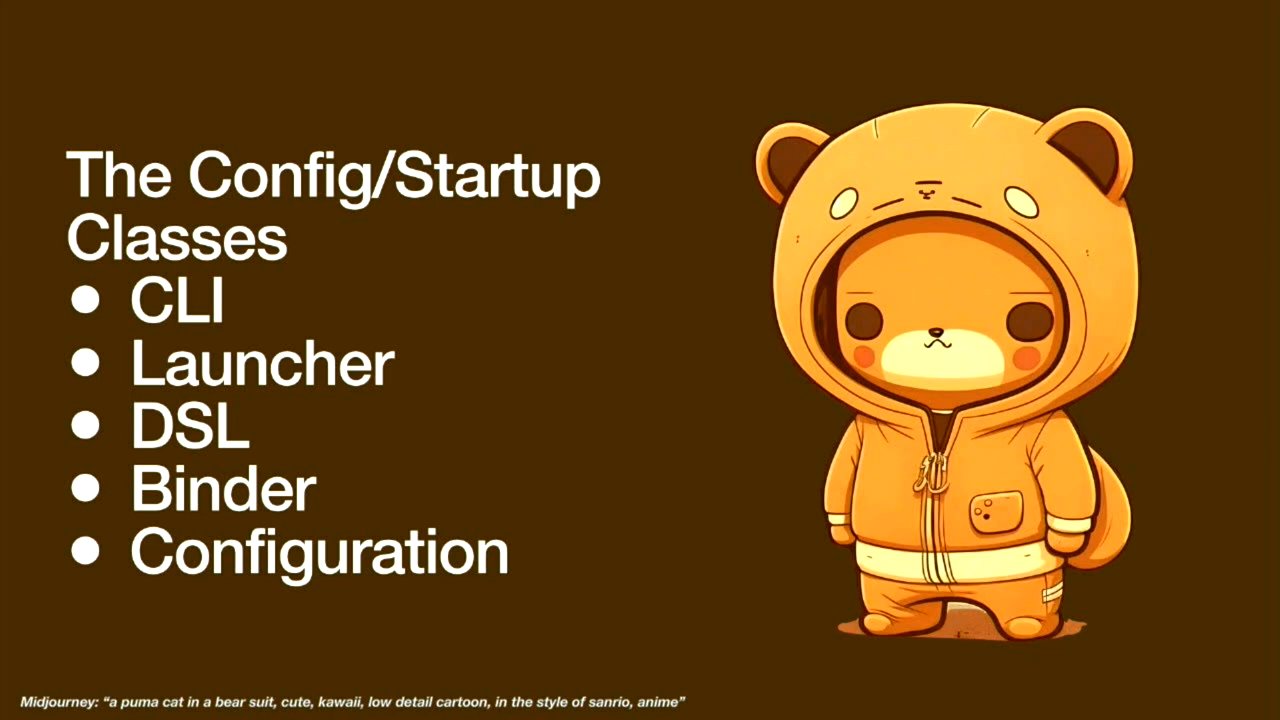 The Config/Startup
Classes
● CLI
● Launcher
● DSL
● Binder
● Configuration
Midjourney: “a puma cat in a bear suit, cute, kawaii, low detail cartoon, in the style of sanrio, anime”